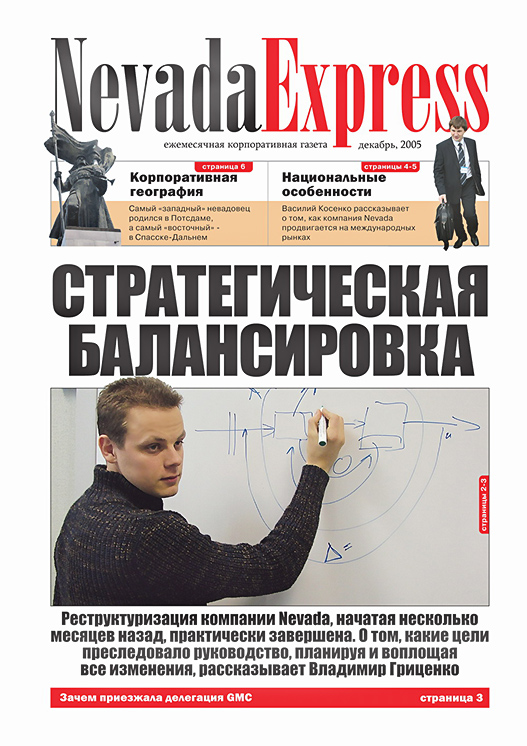 NevadaExpress
ежемесячная корпоративная газета декабрь, 2005
страница 6
Корпоративная
география
Самый “западный” невадовец
родился в Потсдаме,
а самый “восточный” -
в Спасске-Дальнем
страницы 4-5
Национальные
особенности
Василий Косенко рассказывает
о том, как компания Nevada
продвигается на международных
рынках
СТРАТЕГИЧЕСКАЯ
БАЛАНСИРОВКА
Δ=
страницы 2-3
Реструктуризация компании Nevada, начатая несколько
месяцев назад, практически завершена. О том, какие цели
преследовало руководство, планируя и воплощая
все изменения, рассказывает Владимир Гриценко
Зачем приезжала делегация GMC страница 3